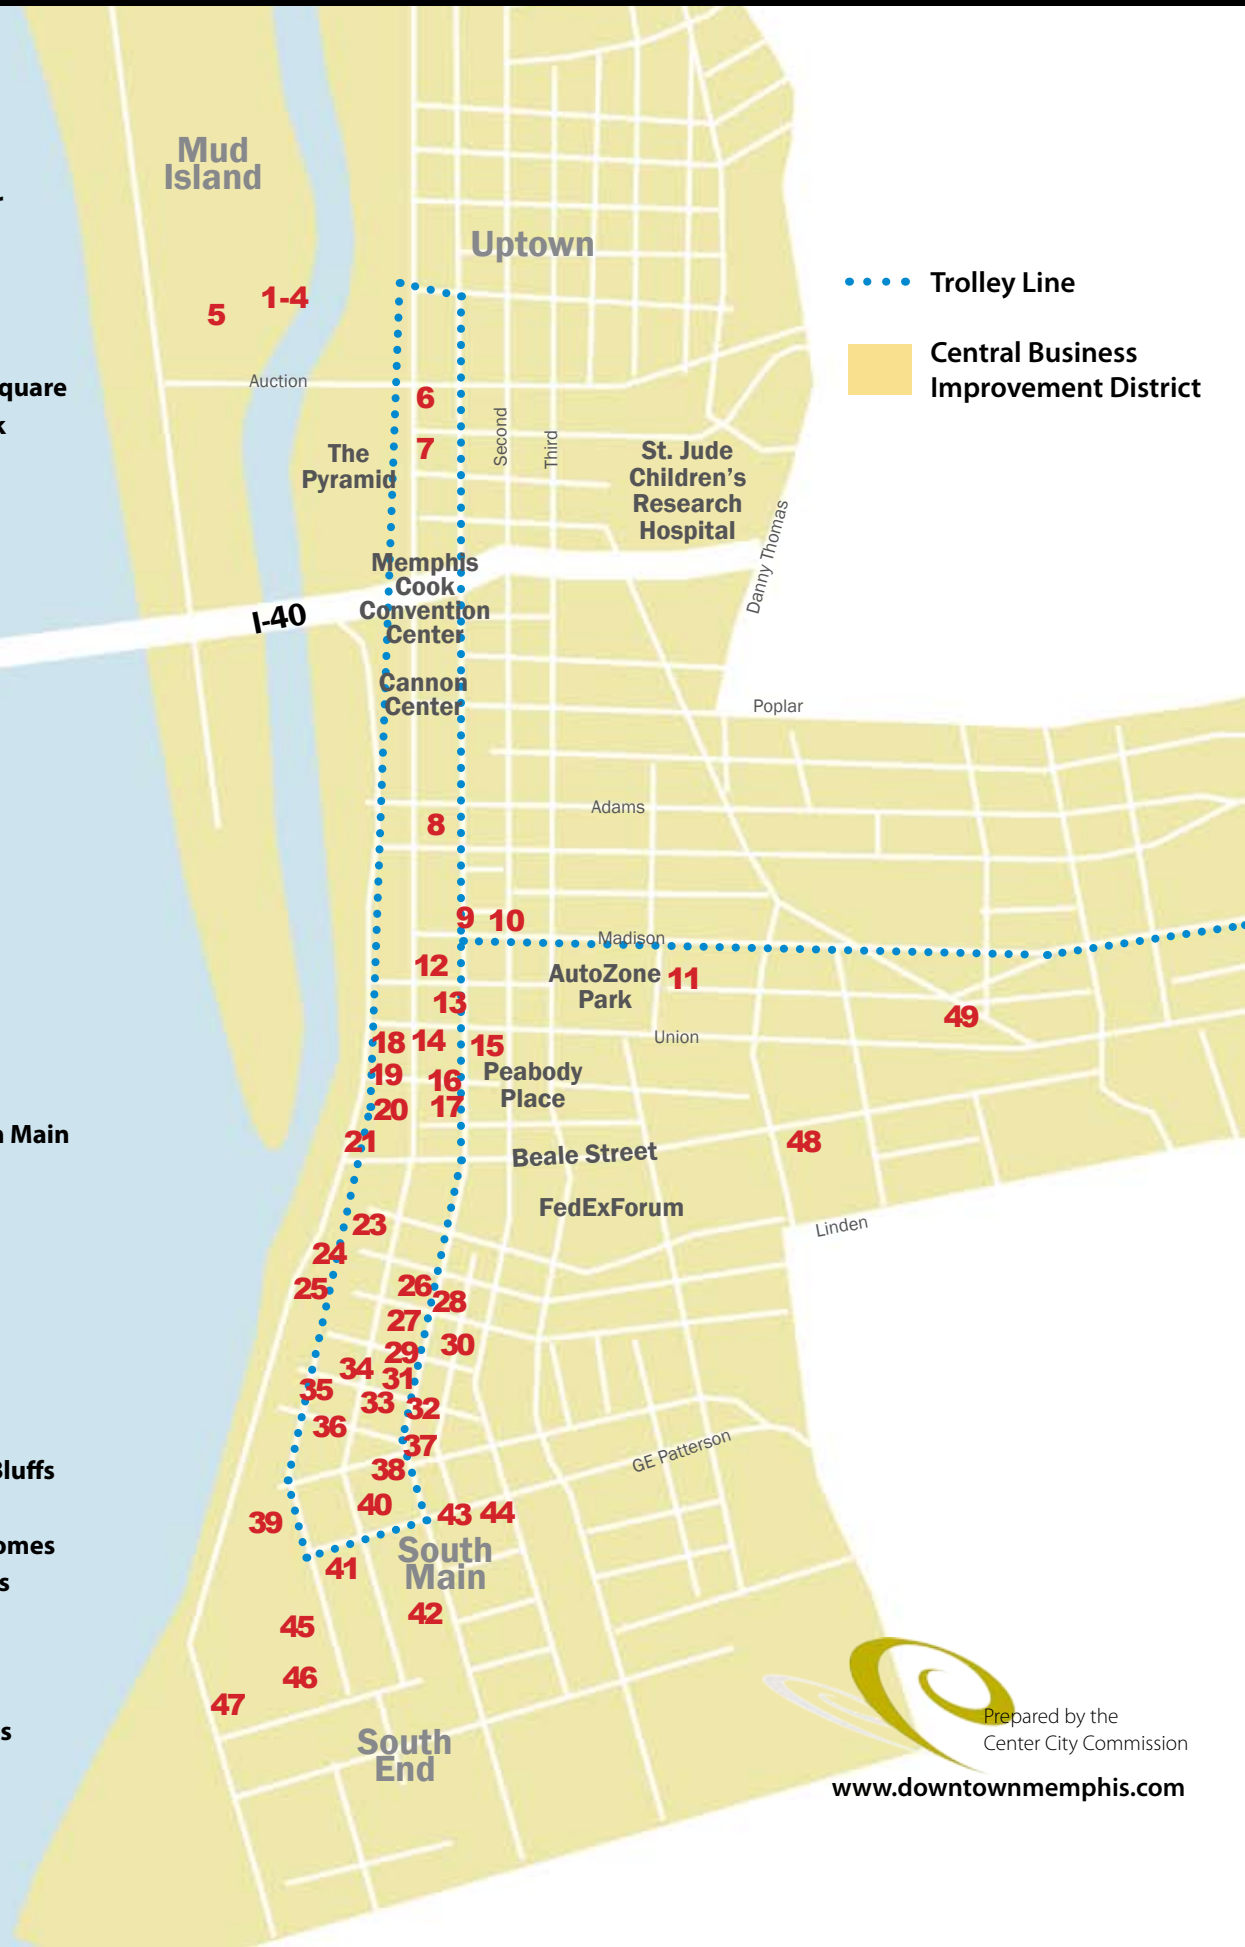 Mud
Island
Uptown
1-4
5
Trolley Line
Central Business
Improvement District
Auction
quare
6
k
Second
Third
7
The
Pyramid
St. Jude
Children's
Research
Hospital
Danny Thomas
Memphis
Cook
Convention
Center
I-40
Cannon
Center
Poplar
Adams
8
9
10
Madison
12
AutoZone
Park
11
13
49
18
14
15
Union
19
16
Peabody
Place
20
17
n Main
21
48
Beale Street
FedExForum
23
Linden
24
25
26
28
27
30
29
34
31
35
33
32
36
37
GE Patterson
38
Bluffs
40
39
43
44
omes
South
Main
41
s
42
45
46
47
s
South
End
Prepared by the
Center City Commission
www.downtownmemphis.com